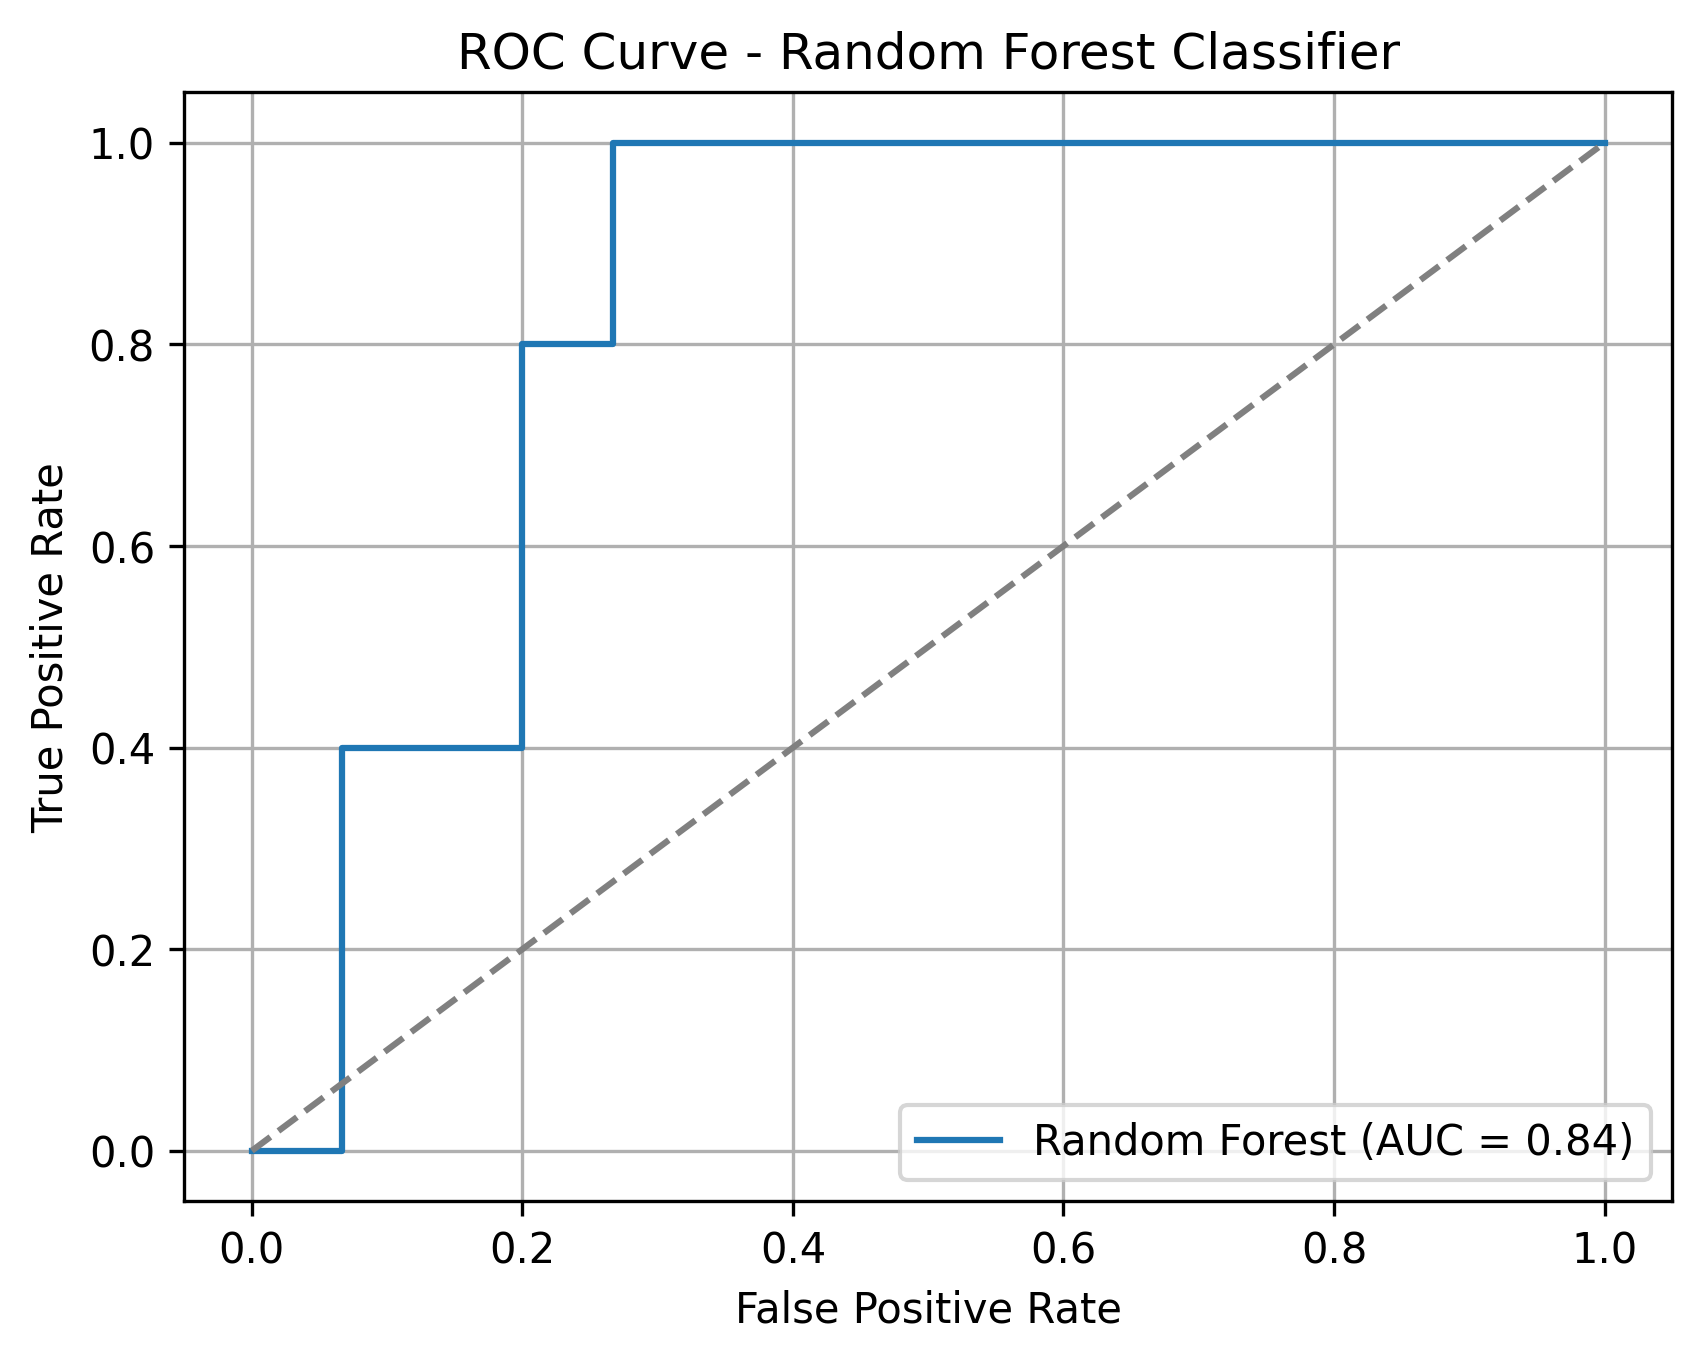 ROC Curve - Random Forest Classifier
True Positive Rate
1.0
0.8
0.6
0.4
0.2
0.0
Random Forest (AUC = 0.84)
0.0 0.2 0.4 0.6 0.8 1.0
False Positive Rate